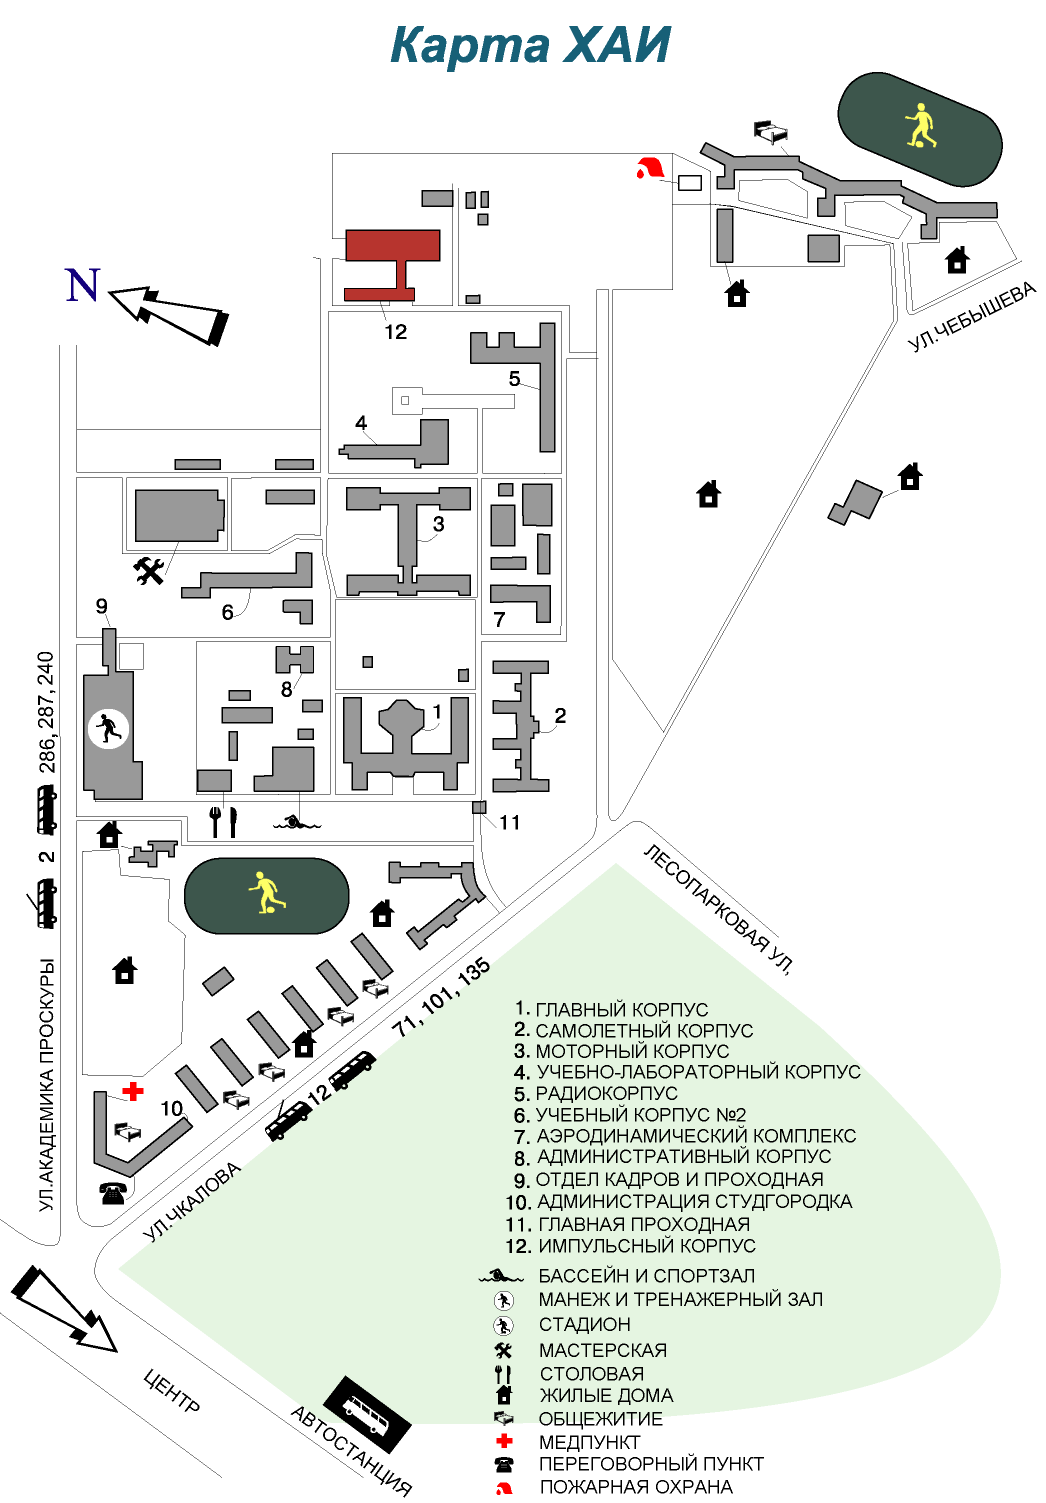 Карта ХАИ
N
УЛ.ЧЕБЫШЕВА
12
5
4
3
6
7
9
8
1
2
11
286, 287, 240
2
УЛ.АКАДЕМИКА ПРОСКУРЫ
ЛЕСОПАРКОВАЯ УЛ,
71, 101, 135
12
10
УЛ.ЧКАЛОВА
ЦЕНТР
АВТОСТАНЦИЯ
1. ГЛАВНЫЙ КОРПУС
2. САМОЛЕТНЫЙ КОРПУС
3. МОТОРНЫЙ КОРПУС
4. УЧЕБНО-ЛАБОРАТОРНЫЙ КОРПУС
5. РАДИОКОРПУС
6. УЧЕБНЫЙ КОРПУС №2
7. АЭРОДИНАМИЧЕСКИЙ КОМПЛЕКС
8. АДМИНИСТРАТИВНЫЙ КОРПУС
9. ОТДЕЛ КАДРОВ И ПРОХОДНАЯ
10. АДМИНИСТРАЦИЯ СТУДГОРОДКА
11. ГЛАВНАЯ ПРОХОДНАЯ
12. ИМПУЛЬСНЫЙ КОРПУС
БАССЕЙН И СПОРТЗАЛ
МАНЕЖ И ТРЕНАЖЕРНЫЙ ЗАЛ
СТАДИОН
МАСТЕРСКАЯ
СТОЛОВАЯ
ЖИЛЫЕ ДОМА
ОБЩЕЖИТИЕ
МЕДПУНКТ
ПЕРЕГОВОРНЫЙ ПУНКТ
ПОЖАРНАЯ ОХРАНА